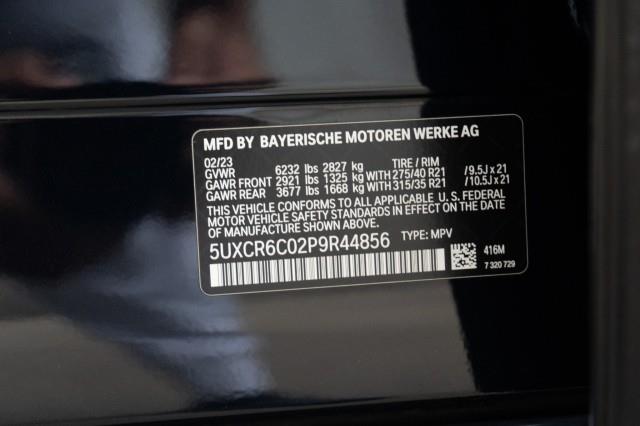 MFD BY BAYERISCHE MOTOREN WERKE AG
02/23
GVWR 6232 lbs 2827 kg TIRE / RIM
GAWR FRONT 2921 lbs 1325 kg WITH 275/40 R21 / 9.5J x 21
GAWR REAR 3677 lbs 1668 kg WITH 315/35 R21 / 10.5J x 21
THIS VEHICLE CONFORMS TO ALL APPLICABLE U. S. FEDERAL
MOTOR VEHICLE SAFETY STANDARDS IN EFFECT ON THE DATE
OF MANUFACTURE SHOWN ABOVE.
5UXCR6C02P9R44856 TYPE: MPV
416M
7 320 729